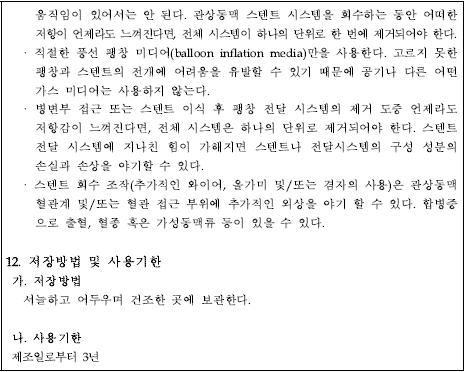 움직임이 있어서는 안 된다. 관상동맥 스텐트 시스템을 회수하는 동안 어떠한
저항이 언제라도 느껴진다면, 전체 시스템이 하나의 단위로 한 번에 제거되어야 한다.
· 적절한 풍선 팽창 미디어(balloon inflation media)만을 사용한다. 고르지 못한
팽창과 스텐트의 전개에 어려움을 유발할 수 있기 때문에 공기나 다른 어떤
가스 미디어는 사용하지 않는다.
· 병변부 접근 또는 스텐트 이식 후 팽창 전달 시스템의 제거 도중 언제라도
저항감이 느껴진다면, 전체 시스템은 하나의 단위로 제거되어야 한다. 스텐트
전달 시스템에 지나친 힘이 가해지면 스텐트나 전달시스템의 구성 성분의
손실과 손상을 야기할 수 있다.
· 스텐트 회수 조작(추가적인 와이어, 올가미 및/또는 겸자의 사용)은 관상동맥
혈관계 및/또는 혈관 접근 부위에 추가적인 외상을 야기 할 수 있다. 합병증
으로 출혈, 혈종 혹은 가성동맥류 등이 있을 수 있다.
12. 저장방법 및 사용기한
가. 저장방법
서늘하고 어두우며 건조한 곳에 보관한다.
나. 사용기한
제조일로부터 3년